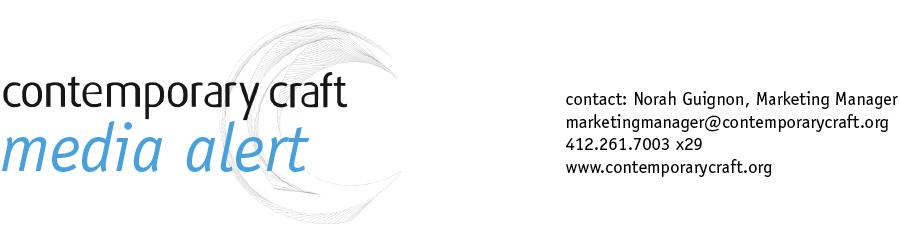 contemporary craft
media alert
contact: Norah Guignon, Marketing Manager
marketingmanager@contemporarycraft.org
412.261.7003 x29
www.contemporarycraft.org